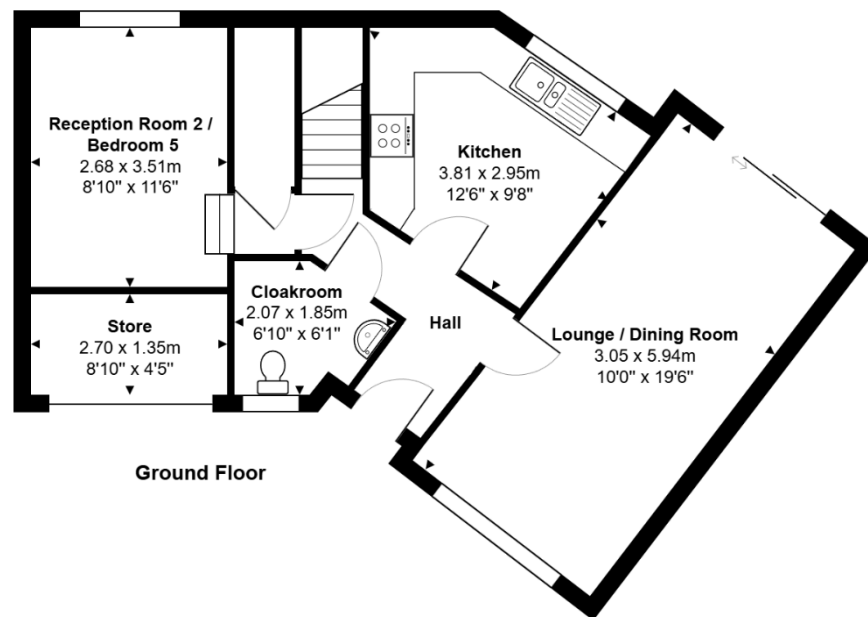 Reception Room 2 /
Bedroom 5
2.68 x 3.51m
8'10" x 11'6"
Kitchen
3.81 x 2.95m
12'6" x 9'8"
Store
2.70 x 1.35m
8'10" x 4'5"
Cloakroom
2.07 x 1.85m
6'10" x 6'1"
Hall
Lounge / Dining Room
3.05 x 5.94m
10'0" x 19'6"
Ground Floor